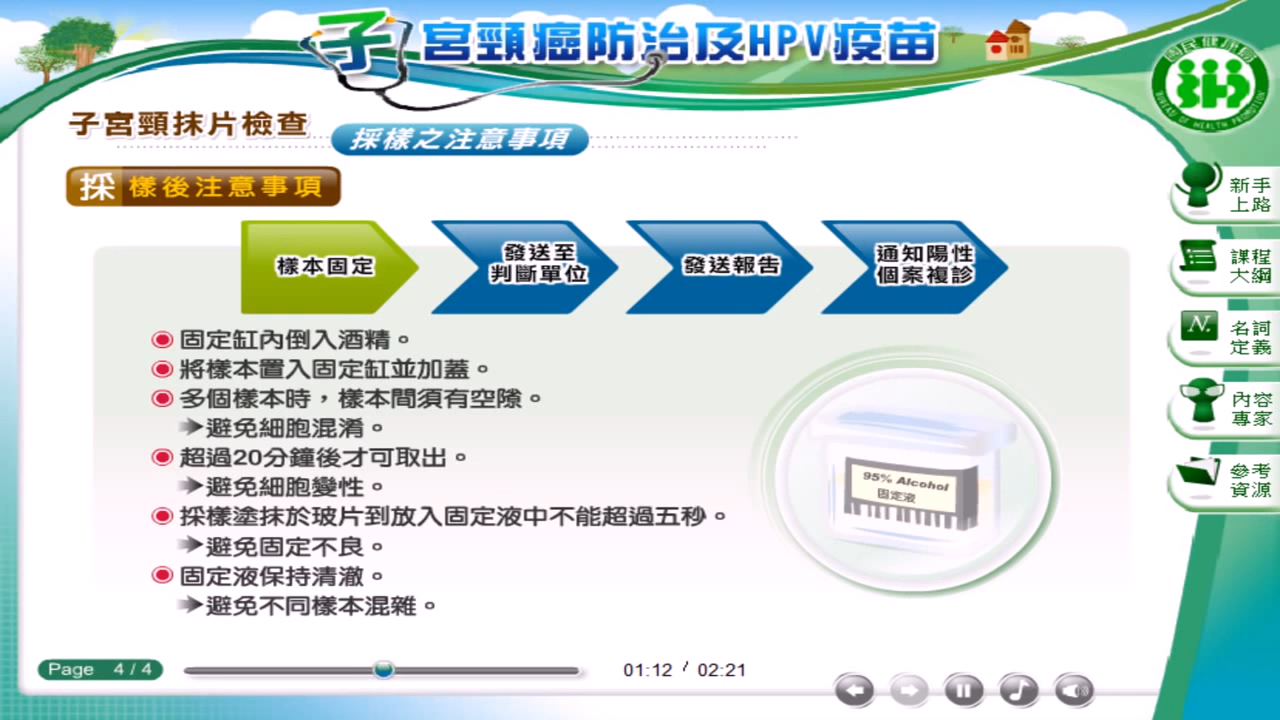 子宮頸癌防治及HPV疫苗
國民健康局
BUREAU OF HEALTH PROMOTION
子宮頸抹片檢查
採樣之注意事項
採樣後注意事項
樣本固定
發送至
判斷單位
發送報告
通知陽性
個案複診
固定缸內倒入酒精。
將樣本置入固定缸並加蓋。
多個樣本時，樣本間須有空隙。
避免細胞混淆。
超過20分鐘後才可取出。
避免細胞變性。
採樣塗抹於玻片到放入固定液中不能超過五秒。
避免固定不良。
固定液保持清澈。
避免不同樣本混雜。
95% Alcohol
固定液
新手
上路
課程
大綱
N.
名詞
定義
內容
專家
參考
資源
Page 4/4
01:12 / 02:21